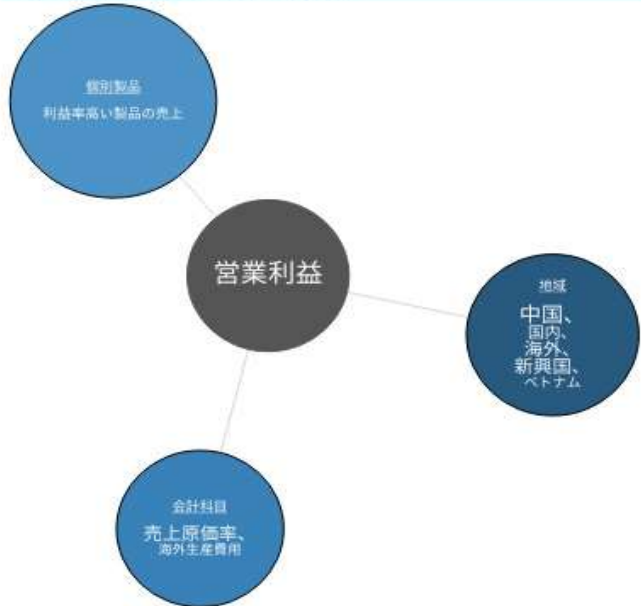 個別製品
利益率高い製品の売上
営業利益
地域
中国、
国内、
海外、
新興国、
ベトナム
会計科目
売上原価率、
海外生産費用